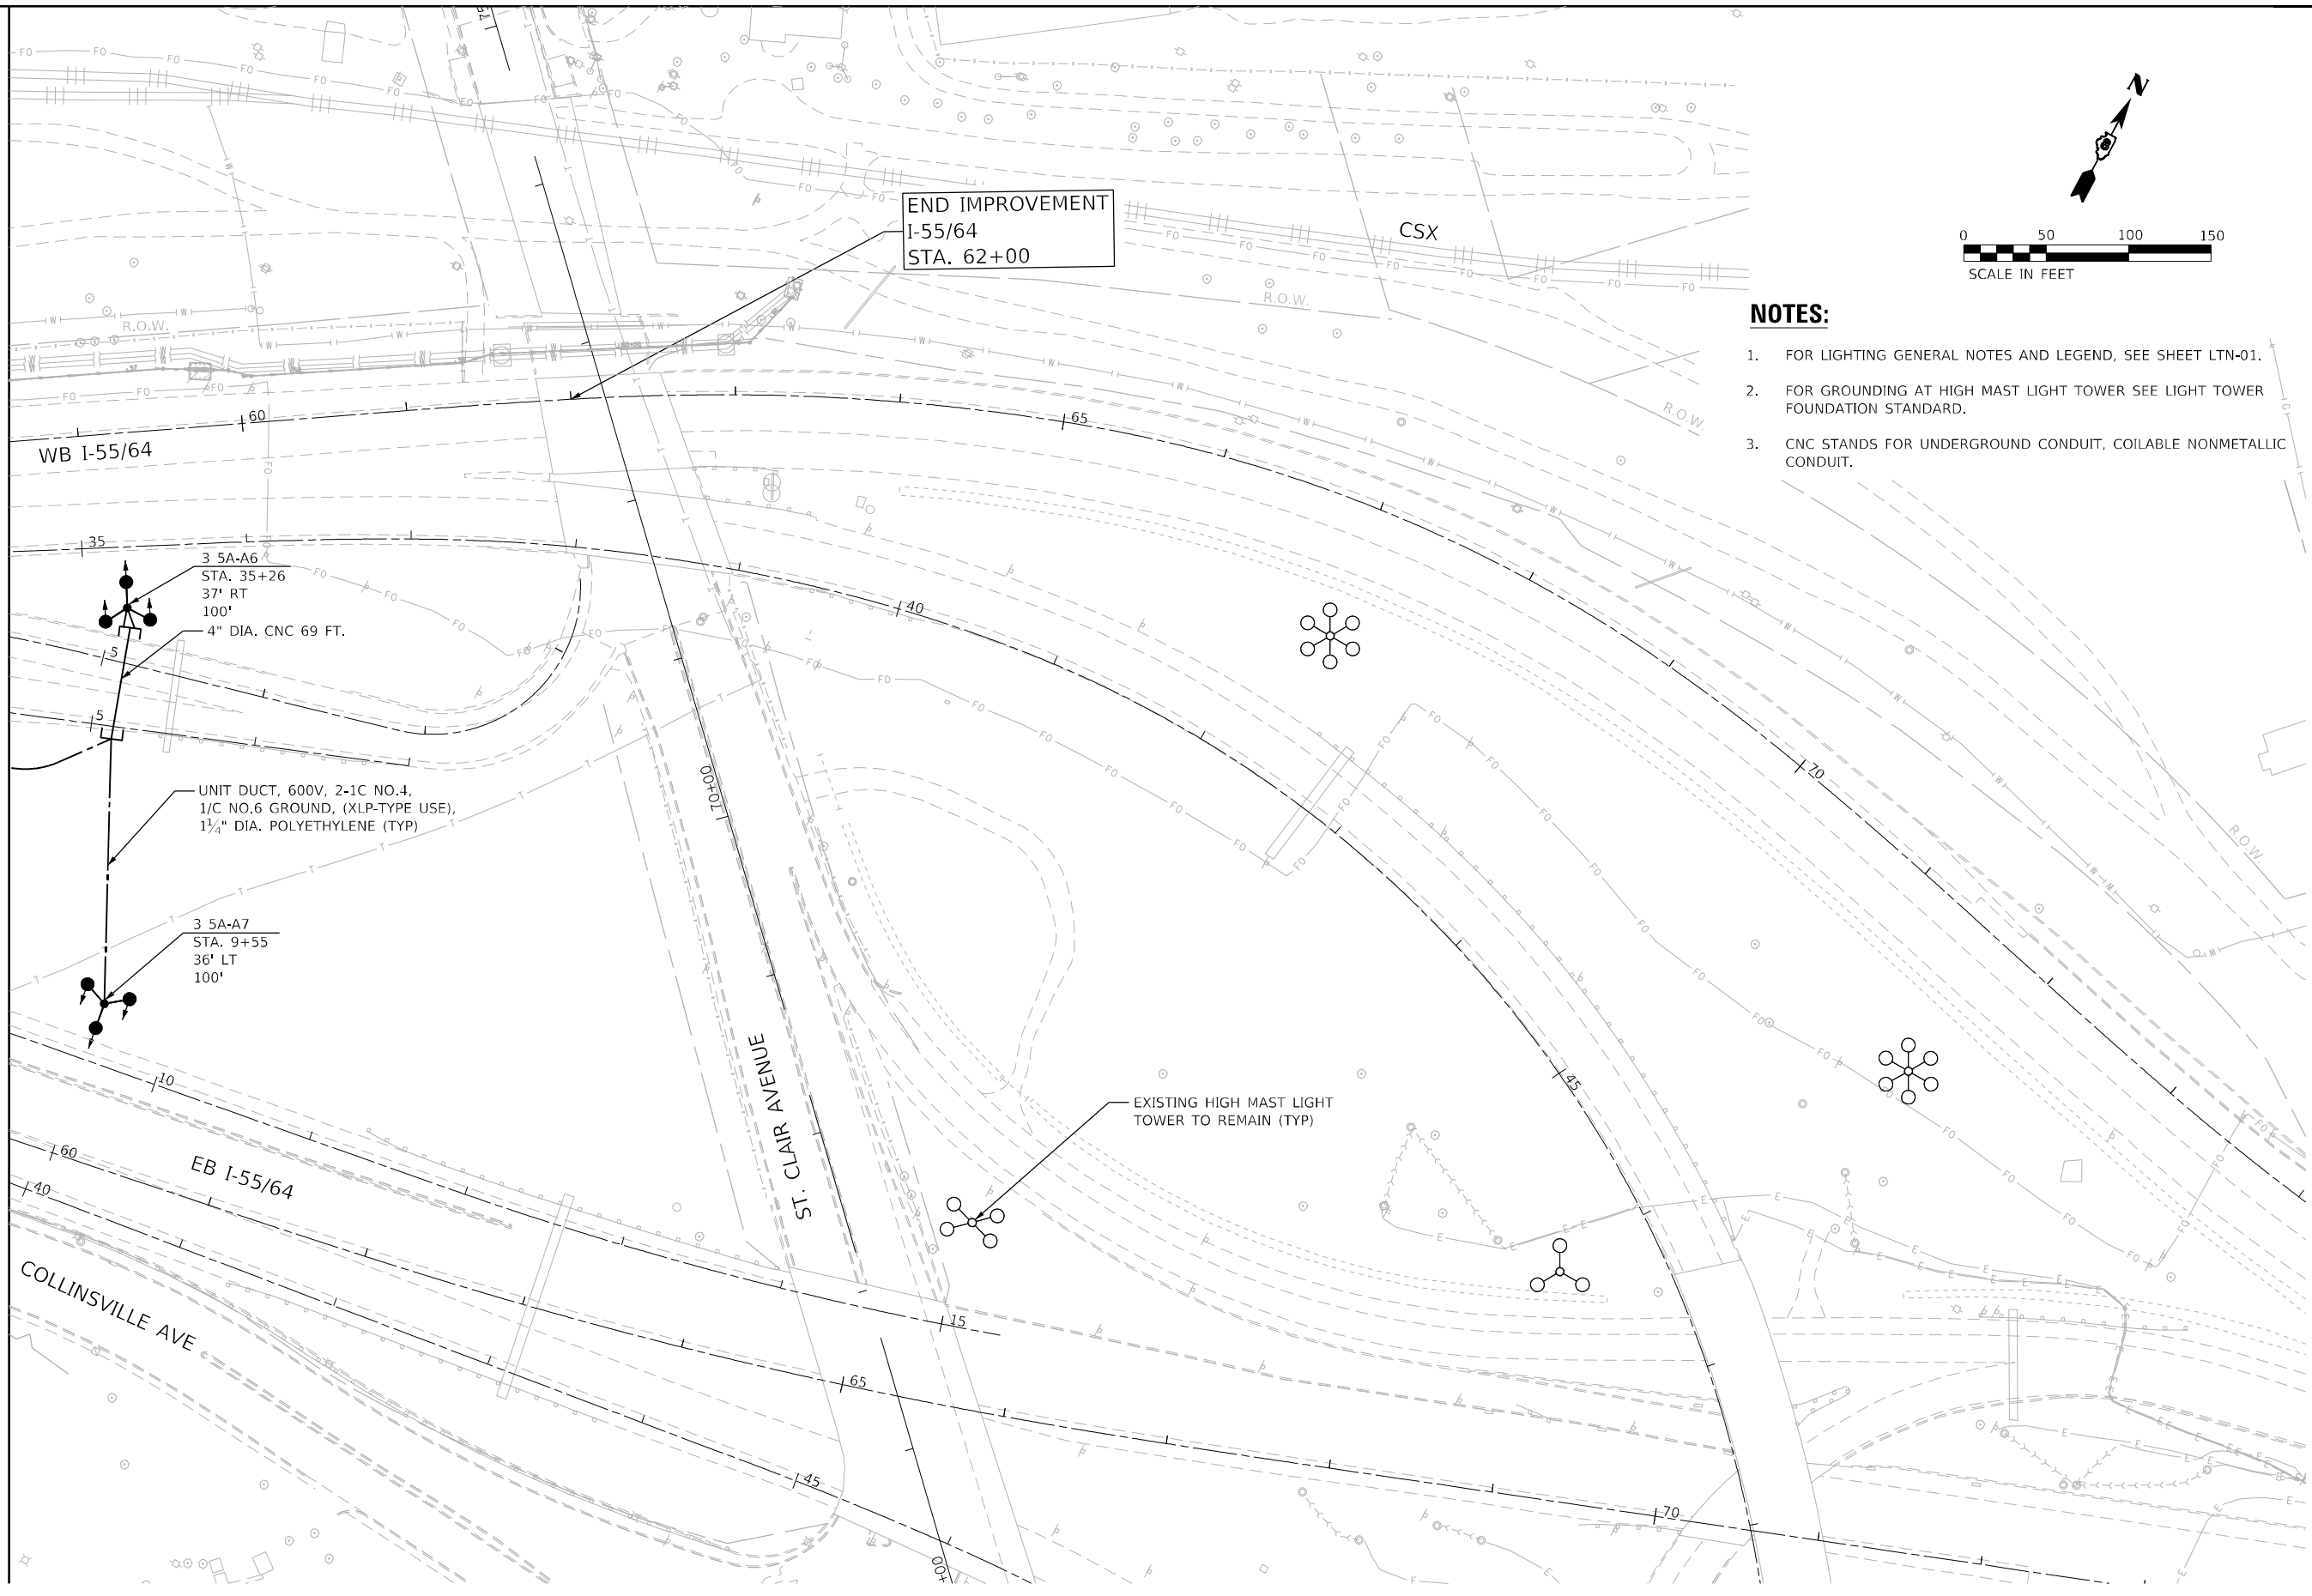 END IMPROVEMENT
I-55/64
STA. 62+00
CSX
N
0 50 100 150
SCALE IN FEET
NOTES:
1. FOR LIGHTING GENERAL NOTES AND LEGEND, SEE SHEET LTN-01.
2. FOR GROUNDING AT HIGH MAST LIGHT TOWER SEE LIGHT TOWER
FOUNDATION STANDARD.
3. CNC STANDS FOR UNDERGROUND CONDUIT, COILABLE NONMETALLIC
CONDUIT.
R.O.W.
R.O.W.
R.O.W.
R.O.W.
60
65
70
WB I-55/64
35
40
45
3 5A-A6
STA. 35+26
37' RT
100'
4" DIA. CNC 69 FT.
5
5
UNIT DUCT, 600V, 2-1C NO.4,
1/C NO.6 GROUND, (XLP-TYPE USE),
1¼" DIA. POLYETHYLENE (TYP)
70+00
3 5A-A7
STA. 9+55
36' LT
100'
ST. CLAIR AVENUE
EXISTING HIGH MAST LIGHT
TOWER TO REMAIN (TYP)
10
15
60
EB I-55/64
65
70
40
45
COLLINSVILLE AVE
+00